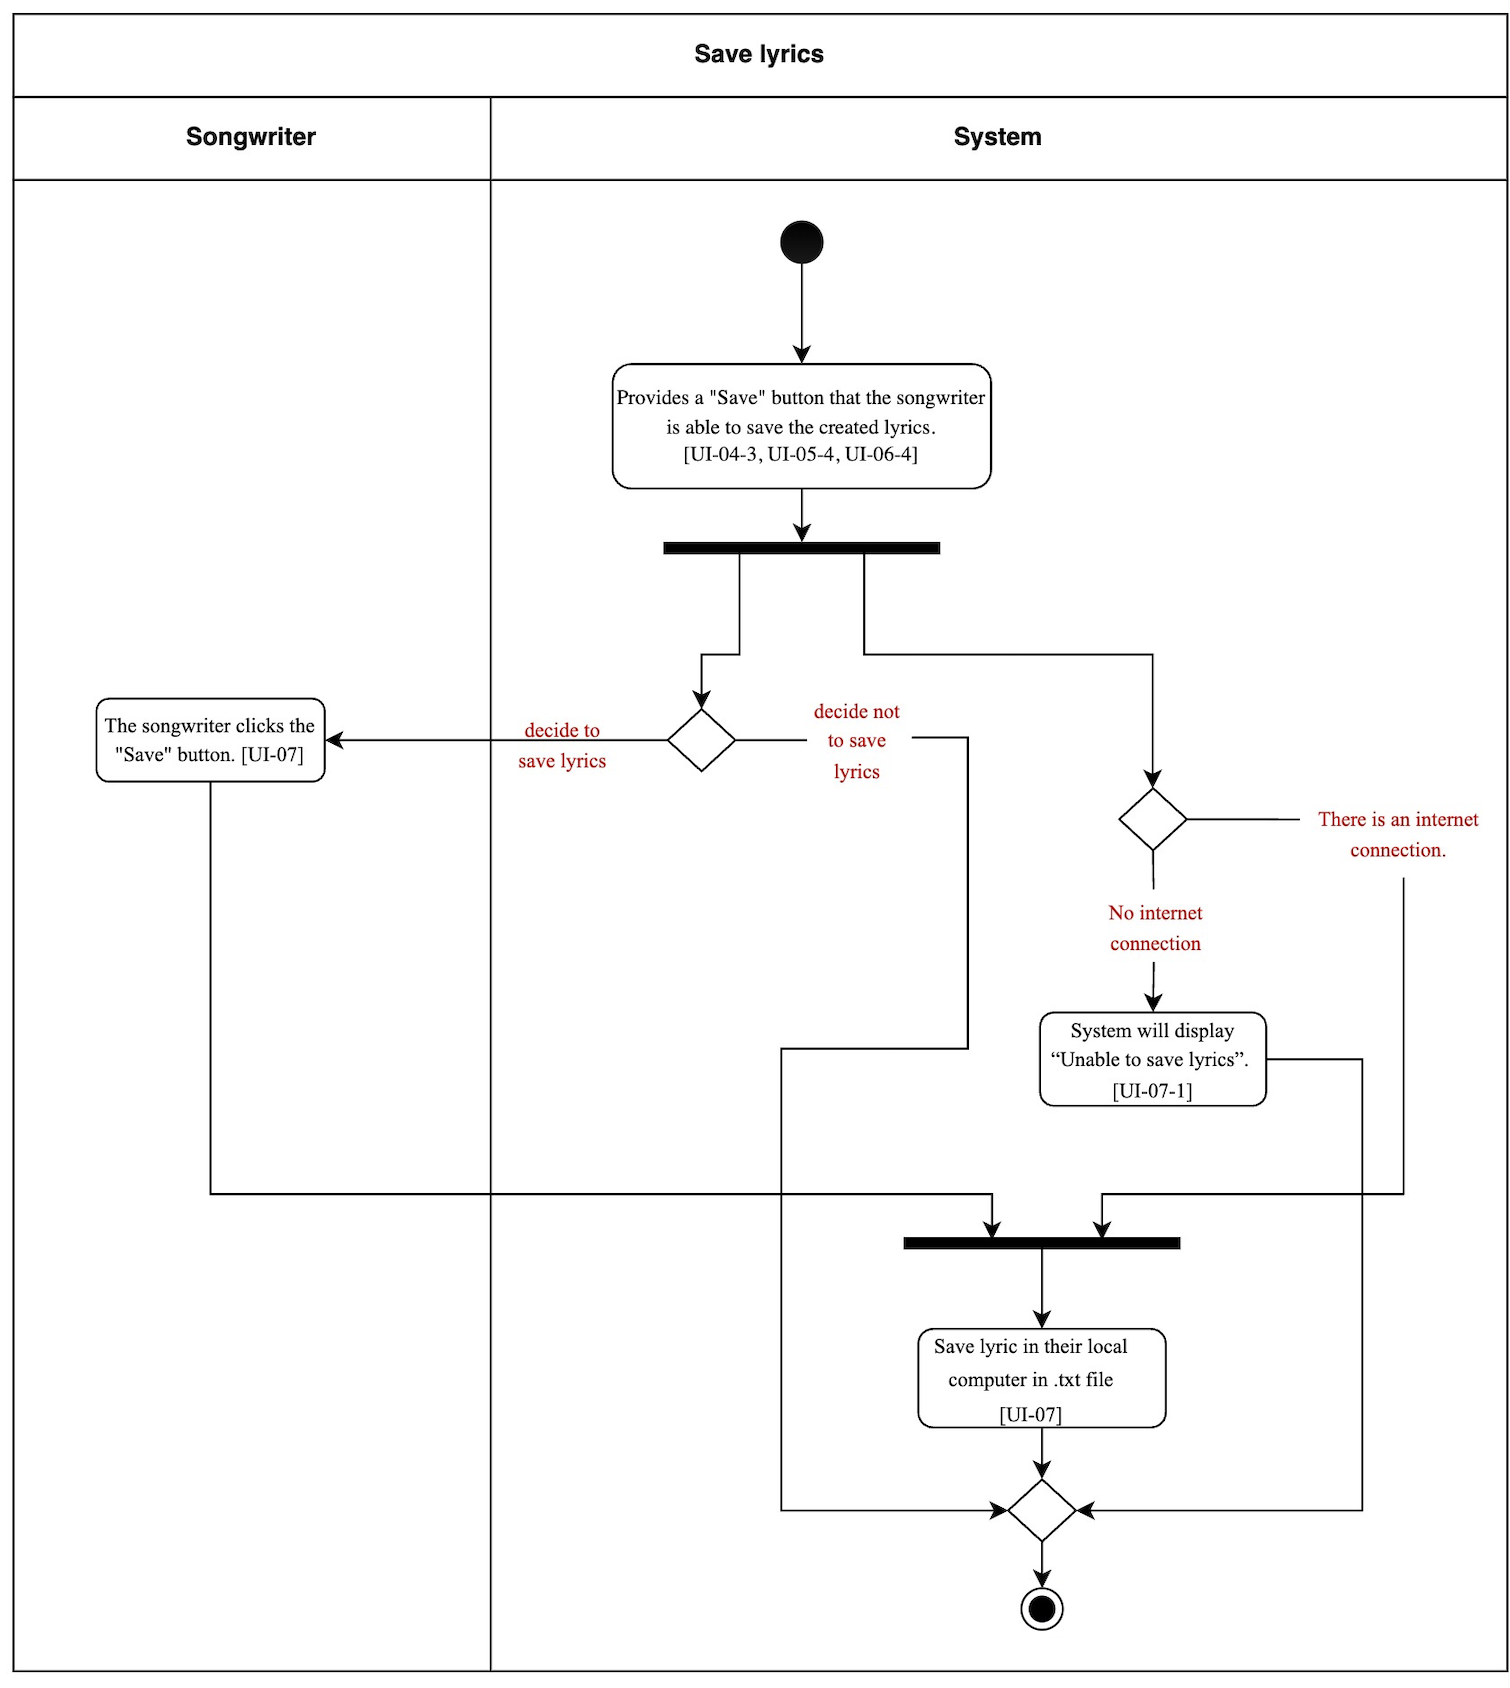 Save lyrics
Songwriter
System
Provides a "Save" button that the songwriter
is able to save the created lyrics.
[UI-04-3, UI-05-4, UI-06-4]
The songwriter clicks the
"Save" button. [UI-07]
decide to
save lyrics
decide not
to save
lyrics
There is an internet
connection.
No internet
connection
System will display
“Unable to save lyrics”.
[UI-07-1]
Save lyric in their local
computer in .txt file
[UI-07]